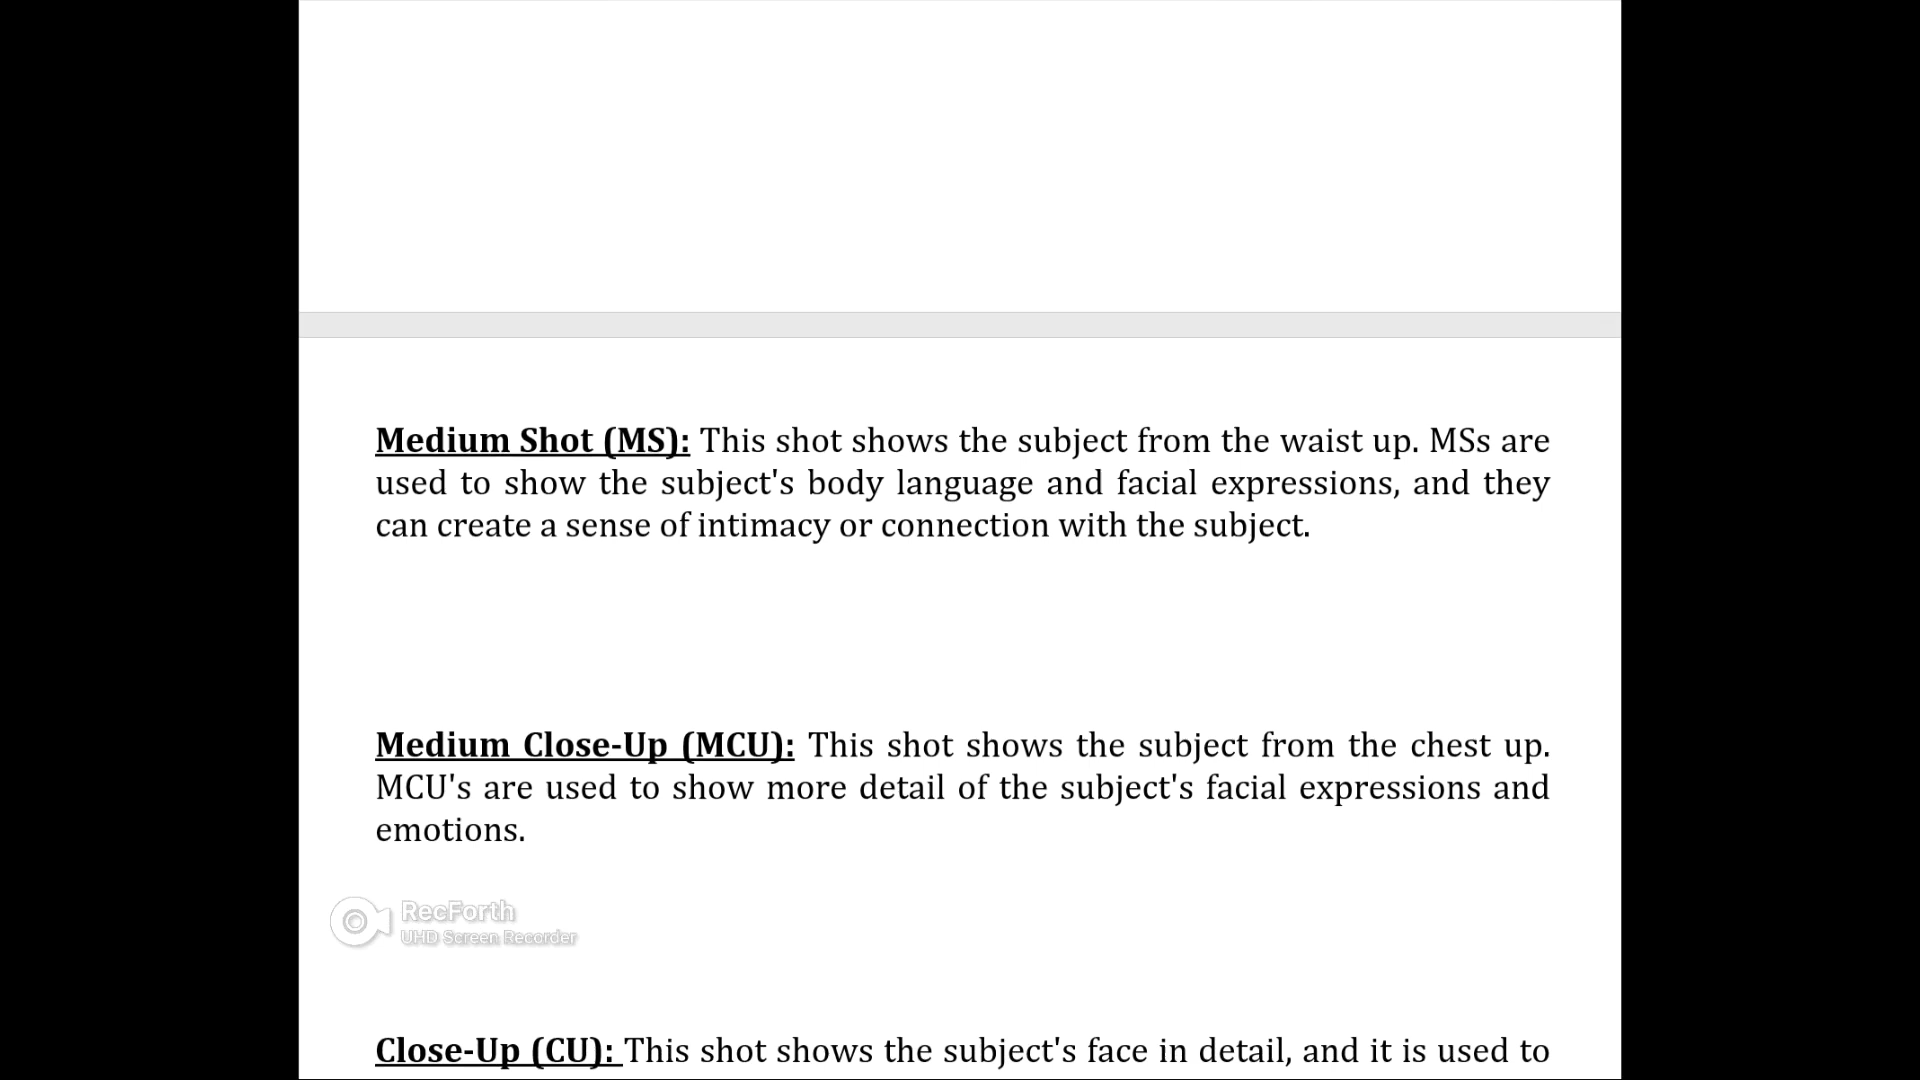 Medium Shot (MS): This shot shows the subject from the waist up. MSs are
used to show the subject's body language and facial expressions, and they
can create a sense of intimacy or connection with the subject.
Medium Close-Up (MCU): This shot shows the subject from the chest up.
MCU's are used to show more detail of the subject's facial expressions and
emotions.
RecForth
UHD Screen Recorder
Close-Up (CU): This shot shows the subject's face in detail, and it is used to